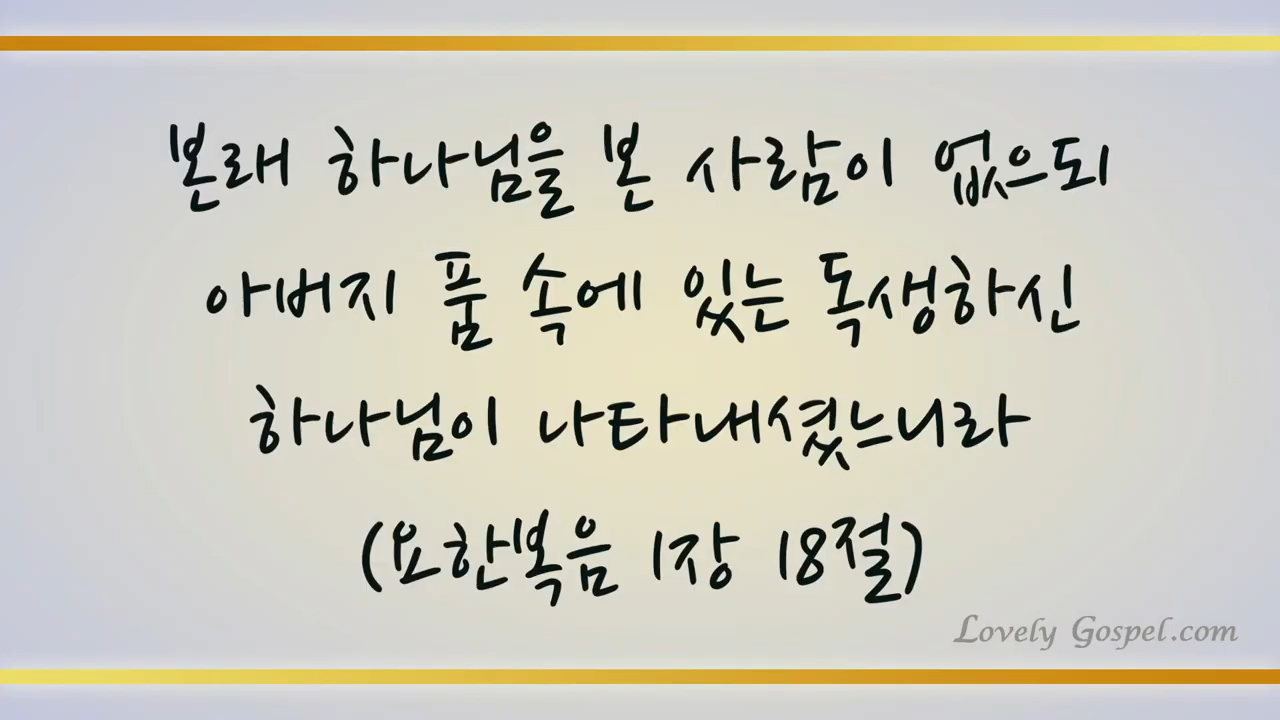 본래 하나님을 본 사람이 없으되
아버지 품 속에 있는 독생하신
하나님이 나타내셨느니라
(요한복음 1장 18절)
Lovely Gospel.com